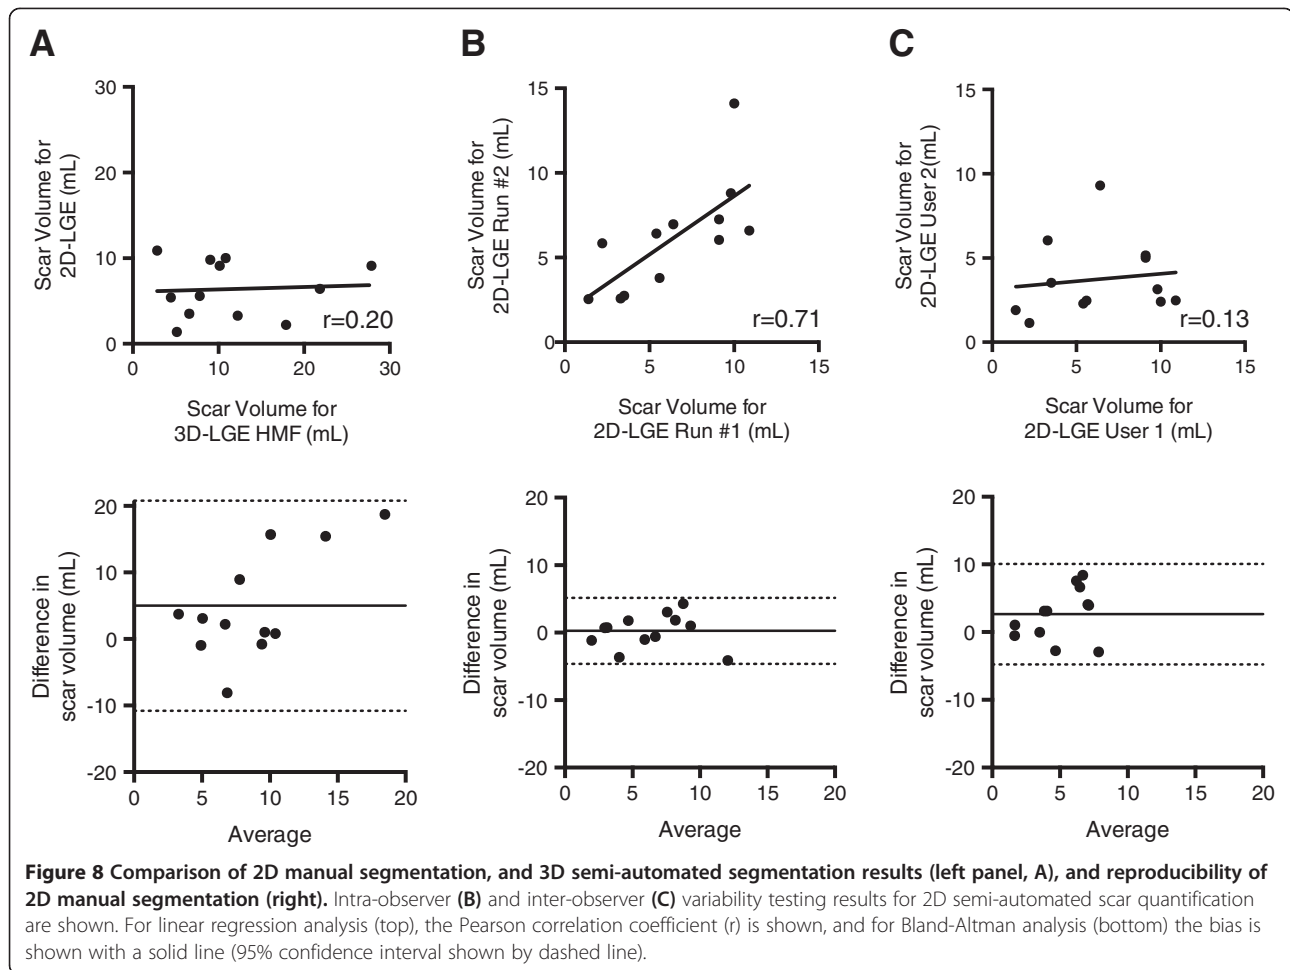 A
B
C
Scar Volume for
2D-LGE (mL)
30
20
10
0
0
10
20
30
r=0.20
Scar Volume for
3D-LGE HMF (mL)
Scar Volume for
2D-LGE Run #2 (mL)
15
10
5
0
0
5
10
15
r=0.71
Scar Volume for
2D-LGE Run #1 (mL)
Scar Volume for
2D-LGE User 2(mL)
15
10
5
0
0
5
10
15
r=0.13
Scar Volume for
2D-LGE User 1 (mL)
Difference in
scar volume (mL)
20
10
0
-10
-20
0
5
10
15
20
Average
Difference in
scar volume (mL)
20
10
0
-10
-20
0
5
10
15
20
Average
Difference in
scar volume (mL)
20
10
0
-10
-20
0
5
10
15
20
Average
Figure 8 Comparison of 2D manual segmentation, and 3D semi-automated segmentation results (left panel, A), and reproducibility of
2D manual segmentation (right). Intra-observer (B) and inter-observer (C) variability testing results for 2D semi-automated scar quantification
are shown. For linear regression analysis (top), the Pearson correlation coefficient (r) is shown, and for Bland-Altman analysis (bottom) the bias is
shown with a solid line (95% confidence interval shown by dashed line).